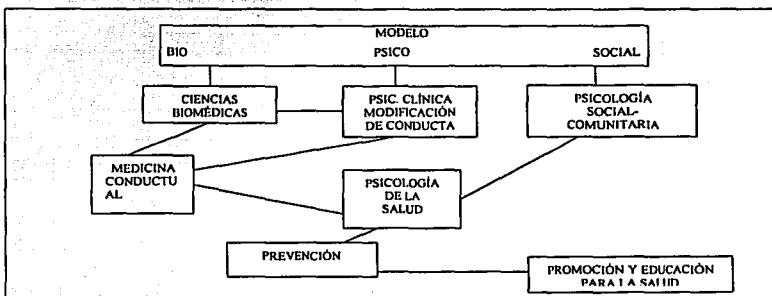 MODELO
BIO PSICO SOCIAL
CIENCIAS
BIOMÉDICAS
PSIC. CLÍNICA
MODIFICACIÓN
DE CONDUCTA
PSICOLOGÍA
SOCIAL-
COMUNITARIA
MEDICINA
CONDUCTU
AL
PSICOLOGÍA
DE LA
SALUD
PREVENCIÓN
PROMOCIÓN Y EDUCACIÓN
PARA LA SALUD